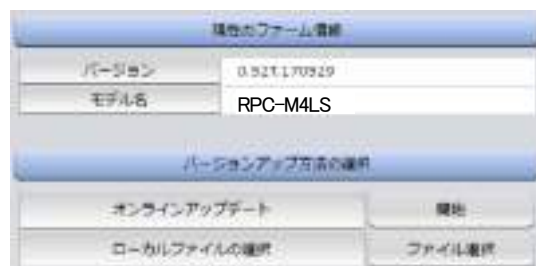 現在のファーム情報
バージョン 0.927.170929
モデル名 RPC-M4LS
バージョンアップ方法の選択
オンラインアップデート 開始
ローカルファイルの選択 ファイル選択